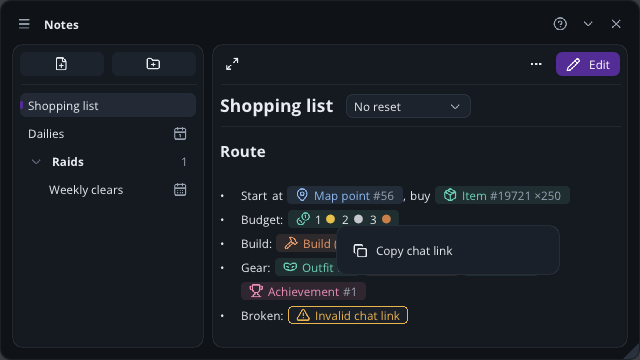 Notes
Edit
Shopping list
Dailies
Raids 1
Weekly clears
Shopping list No reset
Route
• Start at Map point #56, buy Item #19721 ×250
• Budget: 1 2 3
• Build: Build (
Copy chat link
• Gear: Outfit
Achievement #1
• Broken: Invalid chat link